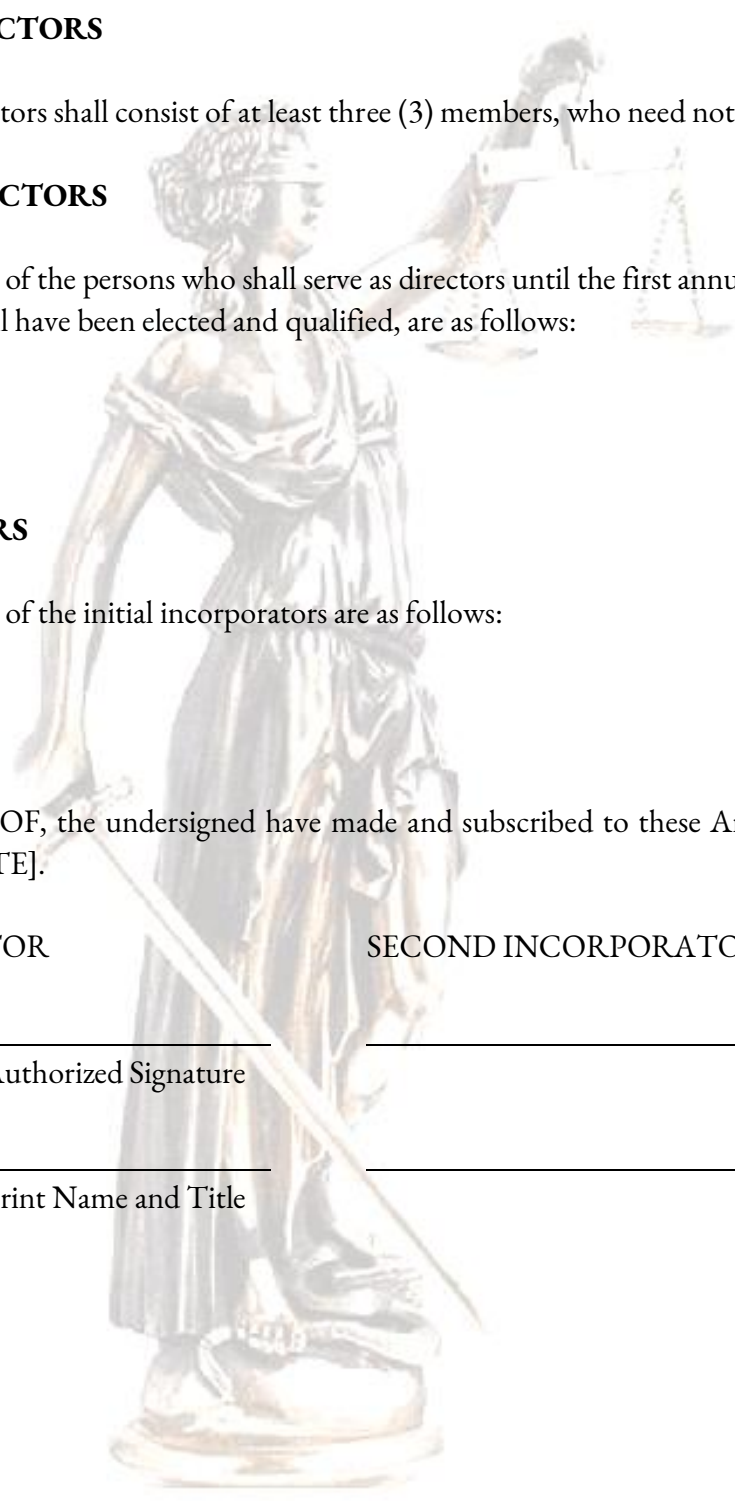 CTORS
tors shall consist of at least three (3) members, who need not
CTORS
of the persons who shall serve as directors until the first annu
l have been elected and qualified, are as follows:
RS
of the initial incorporators are as follows:
OF, the undersigned have made and subscribed to these Ar
TE].
TOR SECOND INCORPORATO
Authorized Signature
rint Name and Title